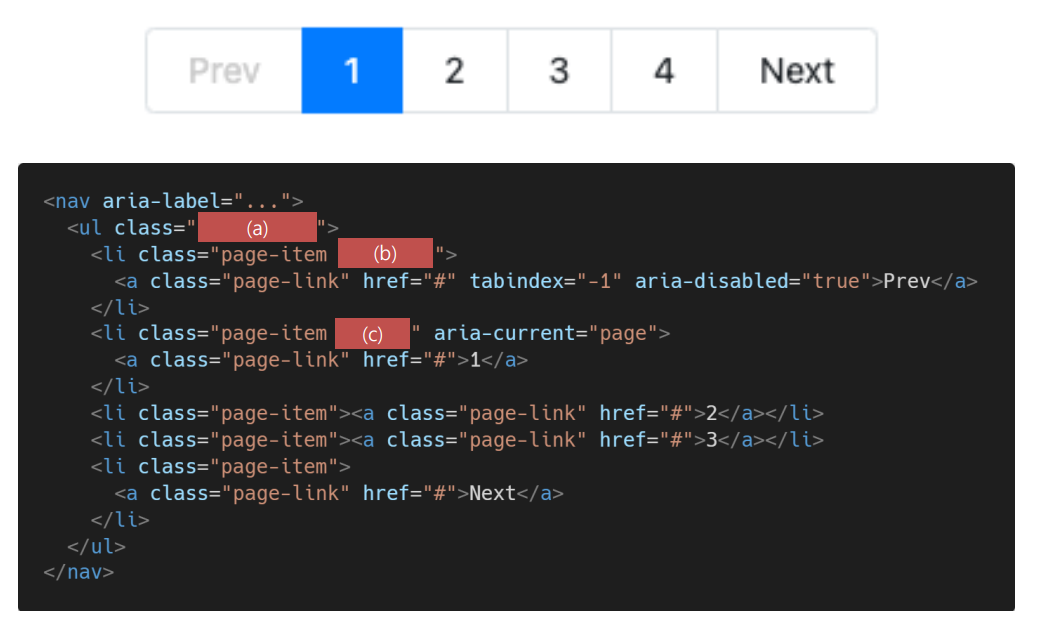 Prev 1 2 3 4 Next
<nav aria-label="...">
<ul class=" (a) ">
<li class="page-item (b) ">
<a class="page-link" href="#" tabindex="-1" aria-disabled="true">Prev</a>
</li>
<li class="page-item (c) " aria-current="page">
<a class="page-link" href="#">1</a>
</li>
<li class="page-item"><a class="page-link" href="#">2</a></li>
<li class="page-item"><a class="page-link" href="#">3</a></li>
<li class="page-item">
<a class="page-link" href="#">Next</a>
</li>
</ul>
</nav>